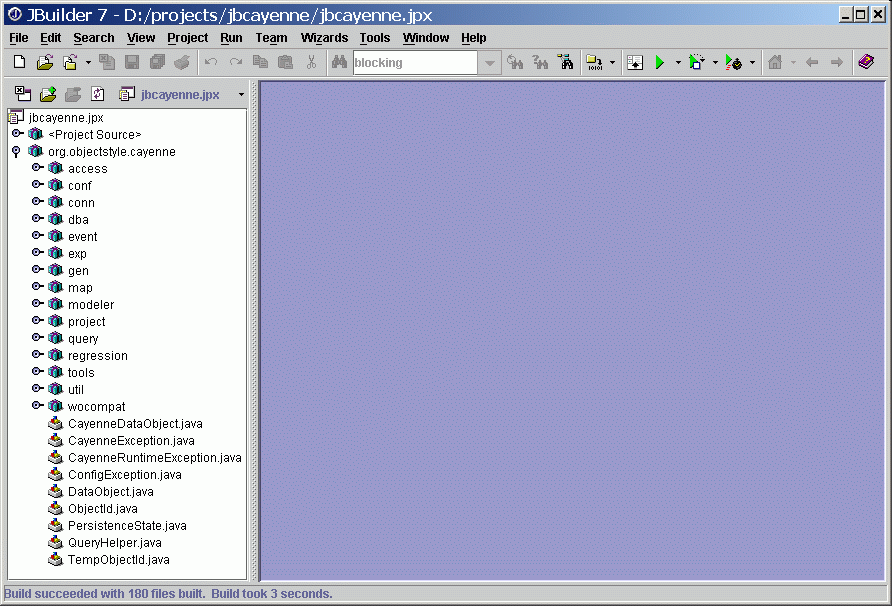 JBuilder 7 - D:/projects/jbcayenne/jbcayenne.jpx
File Edit Search View Project Run Team Wizards Tools Window Help
blocking
jbcayenne.jpx
jbcayenne.jpx
<Project Source>
org.objectstyle.cayenne
access
conf
conn
dba
event
exp
gen
map
modeler
project
query
regression
tools
util
wocompat
CayenneDataObject.java
CayenneException.java
CayenneRuntimeException.java
ConfigException.java
DataObject.java
ObjectId.java
PersistenceState.java
QueryHelper.java
TempObjectId.java
Build succeeded with 180 files built. Build took 3 seconds.